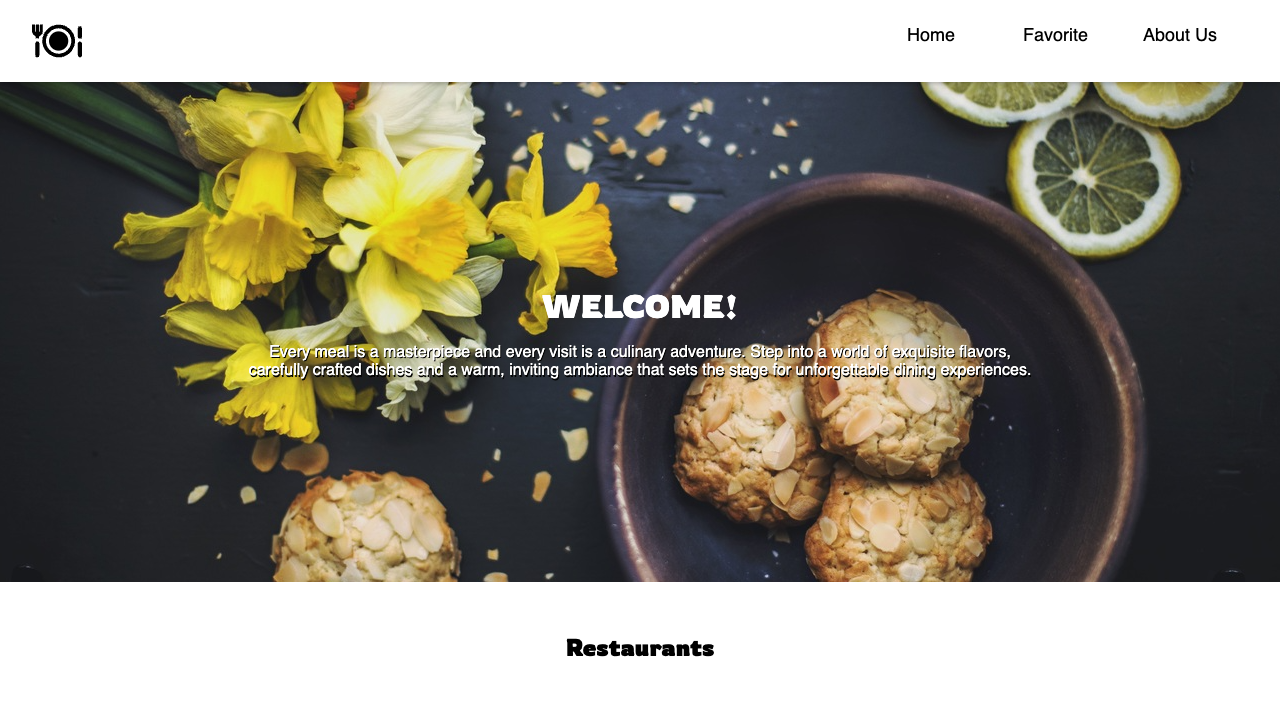 Home Favorite About Us
WELCOME!
Every meal is a masterpiece and every visit is a culinary adventure. Step into a world of exquisite flavors,
carefully crafted dishes and a warm, inviting ambiance that sets the stage for unforgettable dining experiences.
Restaurants